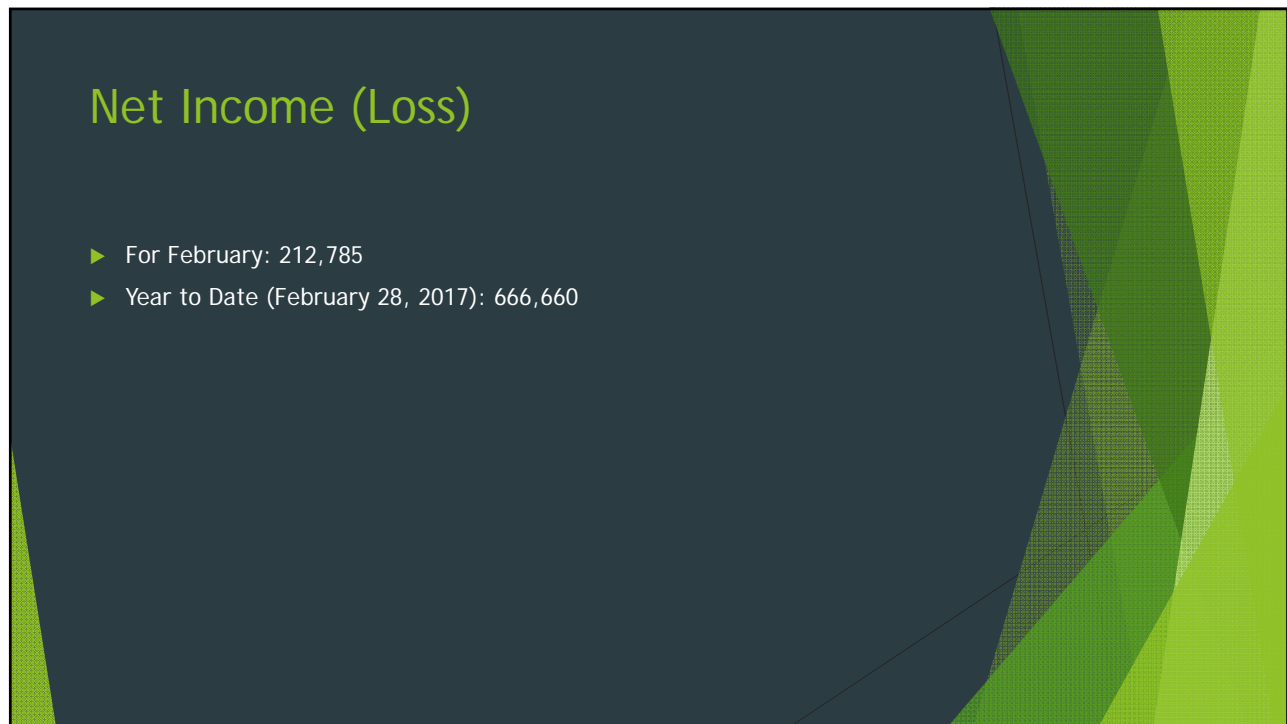 Net Income (Loss)
For February: 212,785
Year to Date (February 28, 2017): 666,660